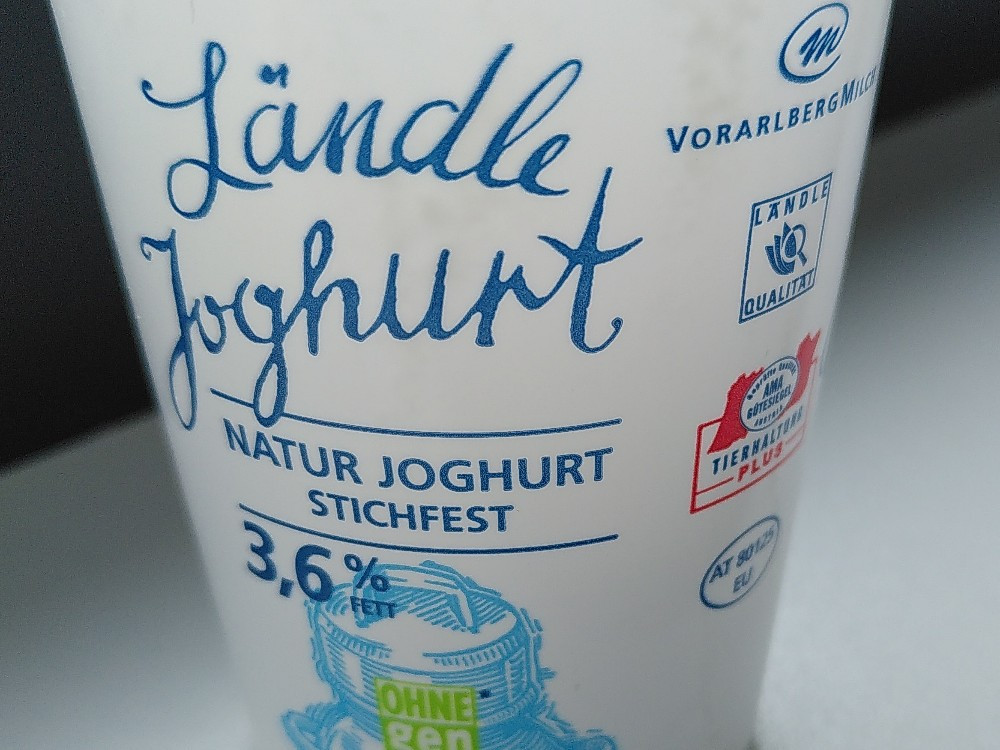 Ländle
Joghurt
NATUR JOGHURT
STICHFEST
3,6 %
FETT
OHNE*
gen
m
VORARLBERGMILCH
LÄNDLE
QUALITÄT
AMA
GÜTESIEGEL
TIERHALTUNG
PLUS
AT 80125
EU